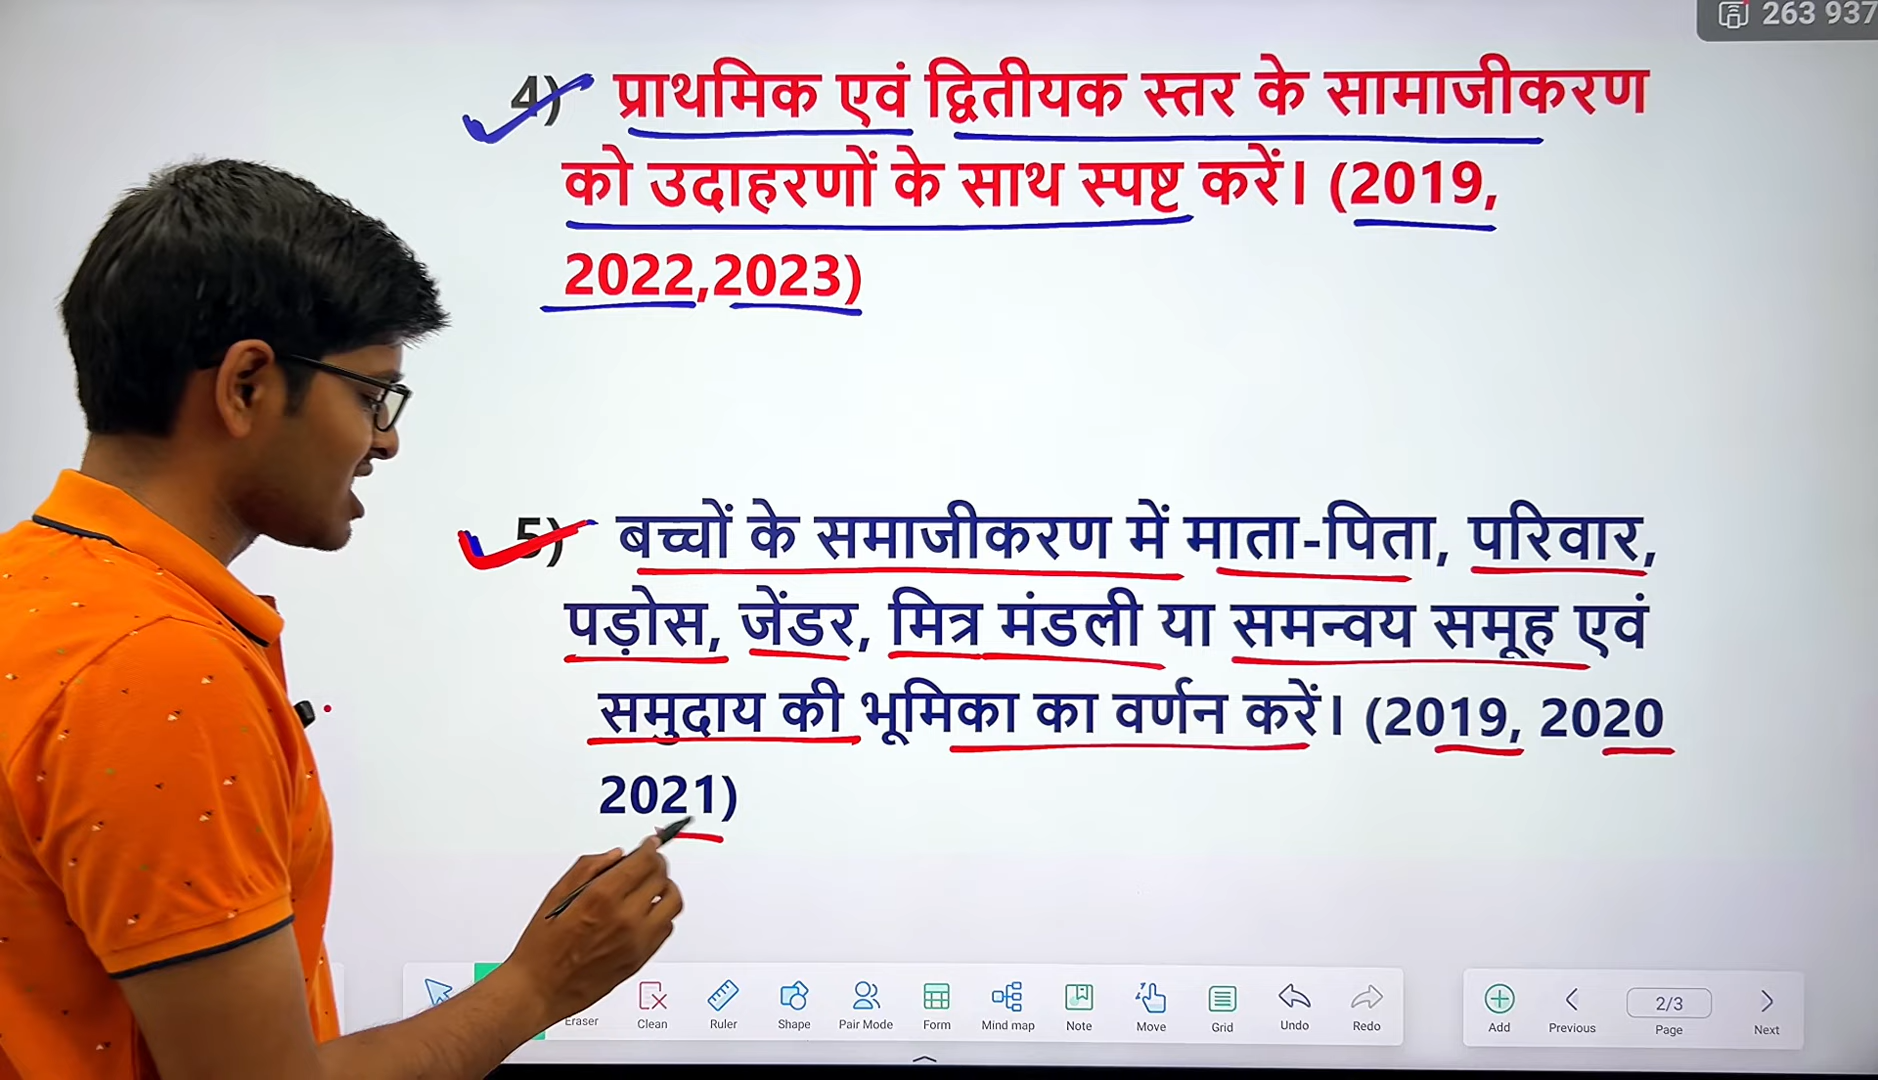 263 937
4) प्राथमिक एवं द्वितीयक स्तर के सामाजीकरण
को उदाहरणों के साथ स्पष्ट करें। (2019,
2022,2023)
5) बच्चों के समाजीकरण में माता-पिता, परिवार,
पड़ोस, जेंडर, मित्र मंडली या समन्वय समूह एवं
समुदाय की भूमिका का वर्णन करें। (2019, 2020
2021)
Eraser Clean Ruler Shape Pair Mode Form Mind map Note Move Grid Undo Redo Add Previous 2/3 Page Next